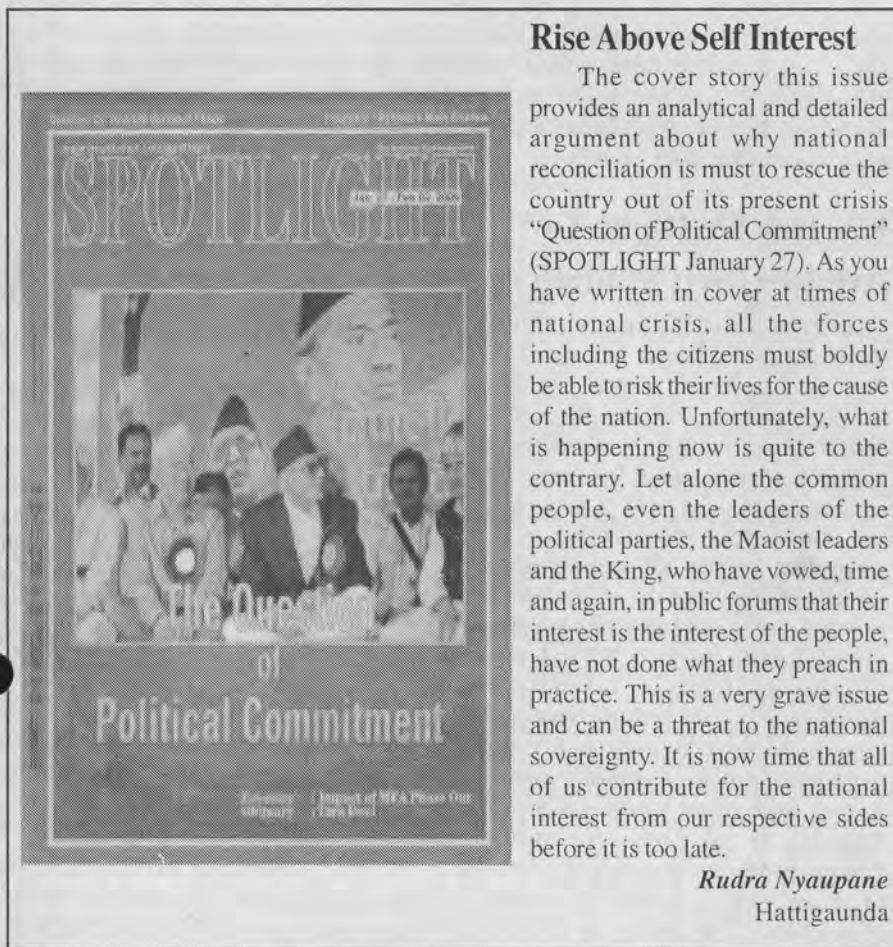 Rise Above Self Interest
The cover story this issue
provides an analytical and detailed
argument about why national
reconciliation is must to rescue the
country out of its present crisis
“Question of Political Commitment”
(SPOTLIGHT January 27). As you
have written in cover at times of
national crisis, all the forces
including the citizens must boldly
be able to risk their lives for the cause
of the nation. Unfortunately, what
is happening now is quite to the
contrary. Let alone the common
people, even the leaders of the
political parties, the Maoist leaders
and the King, who have vowed, time
and again, in public forums that their
interest is the interest of the people,
have not done what they preach in
practice. This is a very grave issue
and can be a threat to the national
sovereignty. It is now time that all
of us contribute for the national
interest from our respective sides
before it is too late.
Rudra Nyaupane
Hattigaunda
SPOTLIGHT
The Question
of
Political Commitment
Economy : Impact of MFA Phase Out
Obituary